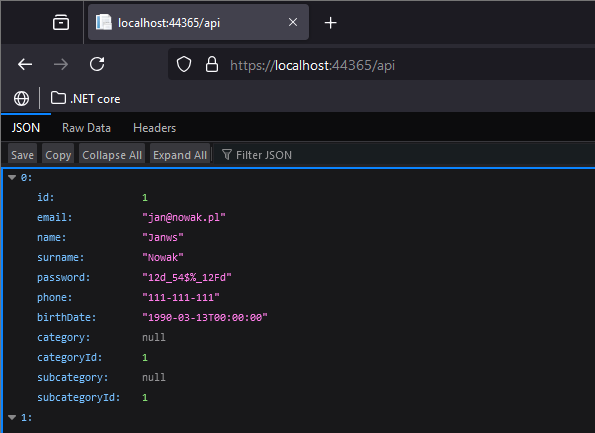 localhost:44365/api
https://localhost:44365/api
.NET core
JSON Raw Data Headers
Save Copy Collapse All Expand All Filter JSON
0:
id: 1
email: "jan@nowak.pl"
name: "Janws"
surname: "Nowak"
password: "12d_54$%_12Fd"
phone: "111-111-111"
birthDate: "1990-03-13T00:00:00"
category: null
categoryId: 1
subcategory: null
subcategoryId: 1
1: